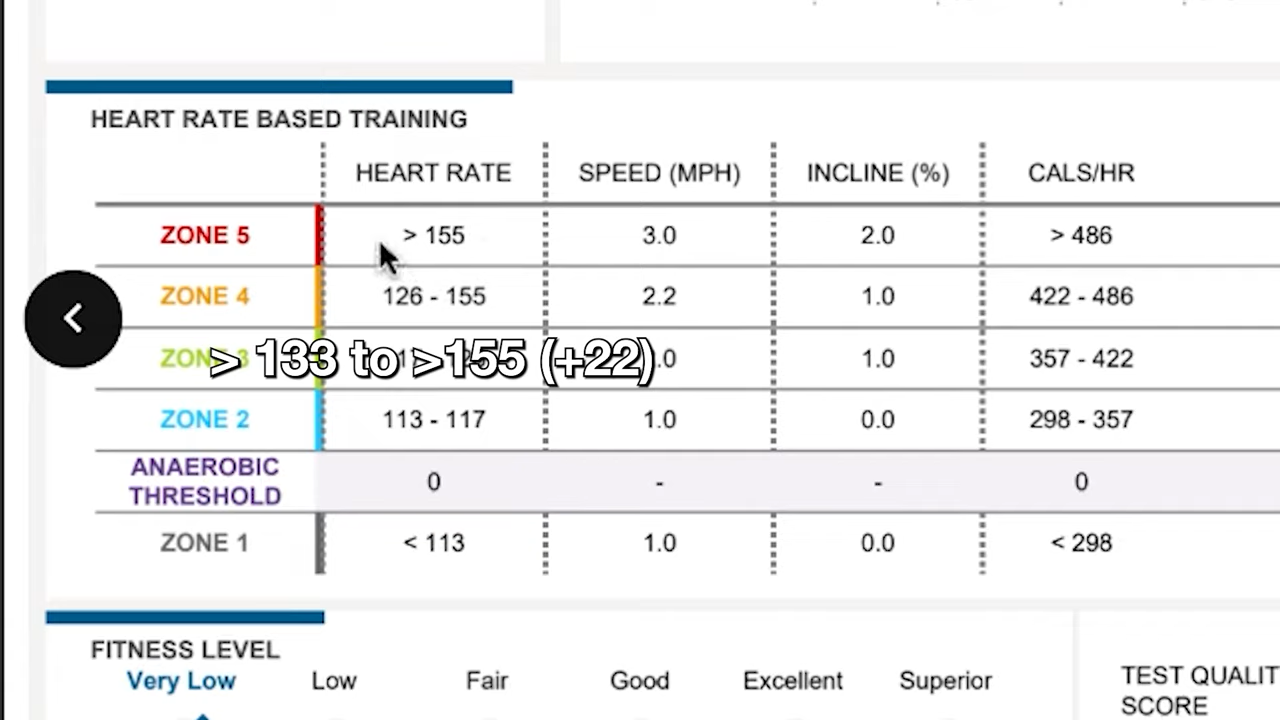 HEART RATE BASED TRAINING
HEART RATE SPEED (MPH) INCLINE (%) CALS/HR
ZONE 5 > 155 3.0 2.0 > 486
ZONE 4 126 - 155 2.2 1.0 422 - 486
ZONE 3 1.0 357 - 422
> 133 to >155 (+22)
ZONE 2 113 - 117 1.0 0.0 298 - 357
ANAEROBIC
THRESHOLD 0 - - 0
ZONE 1 < 113 1.0 0.0 < 298
FITNESS LEVEL
Very Low Low Fair Good Excellent Superior
TEST QUALIT
SCORE